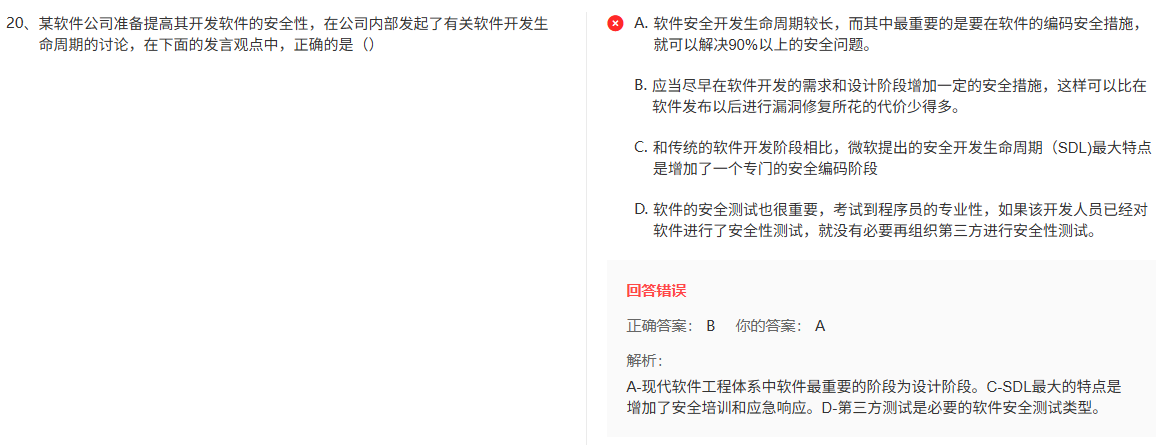 20、某软件公司准备提高其开发软件的安全性，在公司内部发起了有关软件开发生
命周期的讨论，在下面的发言观点中，正确的是（）
A. 软件安全开发生命周期较长，而其中最重要的是要在软件的编码安全措施，
就可以解决90%以上的安全问题。
B. 应当尽早在软件开发的需求和设计阶段增加一定的安全措施，这样可以比在
软件发布以后进行漏洞修复所花的代价少得多。
C. 和传统的软件开发阶段相比，微软提出的安全开发生命周期（SDL)最大特点
是增加了一个专门的安全编码阶段
D. 软件的安全测试也很重要，考试到程序员的专业性，如果该开发人员已经对
软件进行了安全性测试，就没有必要再组织第三方进行安全性测试。
回答错误
正确答案： B 你的答案： A
解析：
A-现代软件工程体系中软件最重要的阶段为设计阶段。C-SDL最大的特点是
增加了安全培训和应急响应。D-第三方测试是必要的软件安全测试类型。